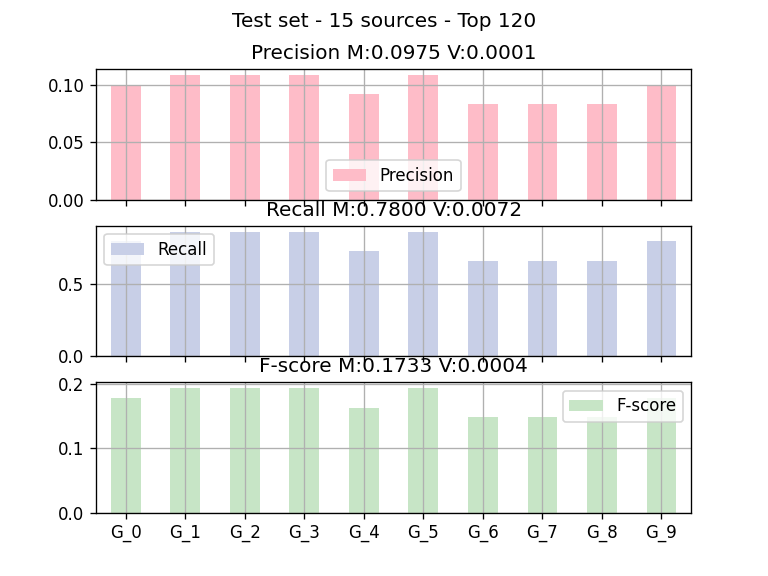 Test set - 15 sources - Top 120
Precision M:0.0975 V:0.0001
0.10
0.05
0.00
Precision
Recall M:0.7800 V:0.0072
0.5
0.0
Recall
F-score M:0.1733 V:0.0004
0.2
0.1
0.0
F-score
G_0 G_1 G_2 G_3 G_4 G_5 G_6 G_7 G_8 G_9